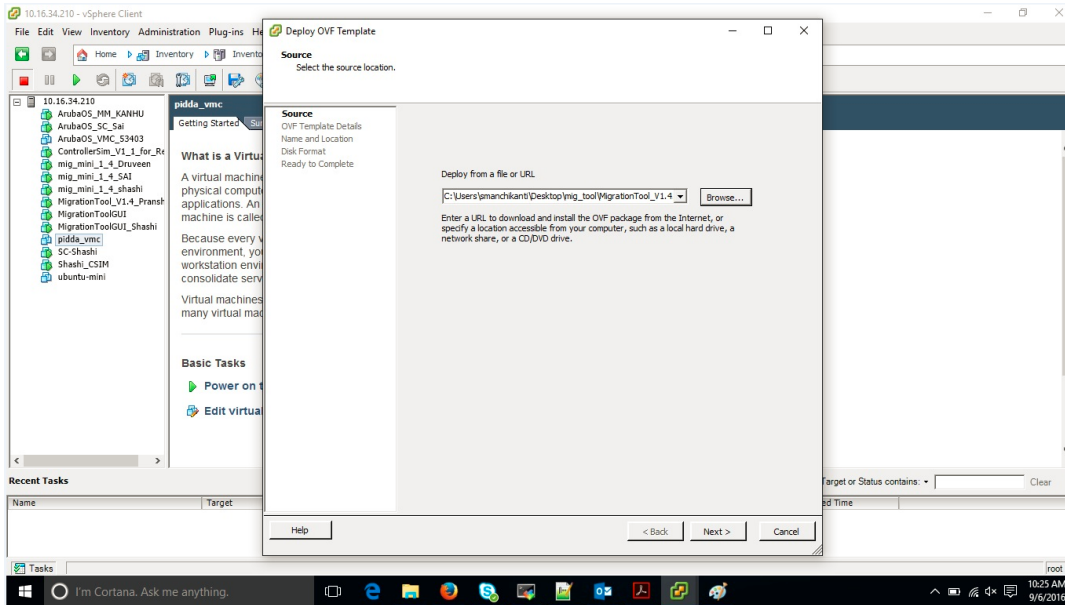 10.16.34.210 - vSphere Client
File Edit View Inventory Administration Plug-ins He
Home Inventory Invento
10.16.34.210
ArubaOS_MM_KANHU
ArubaOS_SC_Sai
ArubaOS_VMC_53403
ControllerSim_V1_1_for_Re
mig_mini_1_4_Druveen
mig_mini_1_4_SAI
mig_mini_1_4_shashi
MigrationTool_V1.4_Pransh
MigrationToolGUI
MigrationToolGUI_Shashi
pidda_vmc
SC-Shashi
Shashi_CSIM
ubuntu-mini
pidda_vmc
Getting Started Su
What is a Virtua
A virtual machine
physical compute
applications. An
machine is called
Because every v
environment, you
workstation envi
consolidate serv
Virtual machines
many virtual mac
Basic Tasks
Power on t
Edit virtual
Deploy OVF Template
Source
Select the source location.
Source
OVF Template Details
Name and Location
Disk Format
Ready to Complete
Deploy from a file or URL
C:\Users\smanchikanti\Desktop\mig_tool\MigrationTool_V1.4
Browse...
Enter a URL to download and install the OVF package from the Internet, or
specify a location accessible from your computer, such as a local hard drive, a
network share, or a CD/DVD drive.
Help
< Back
Next >
Cancel
Recent Tasks
Target or Status contains:
Clear
Name
Target
ed Time
Tasks
root
I'm Cortana. Ask me anything.
10:25 AM
9/6/2016